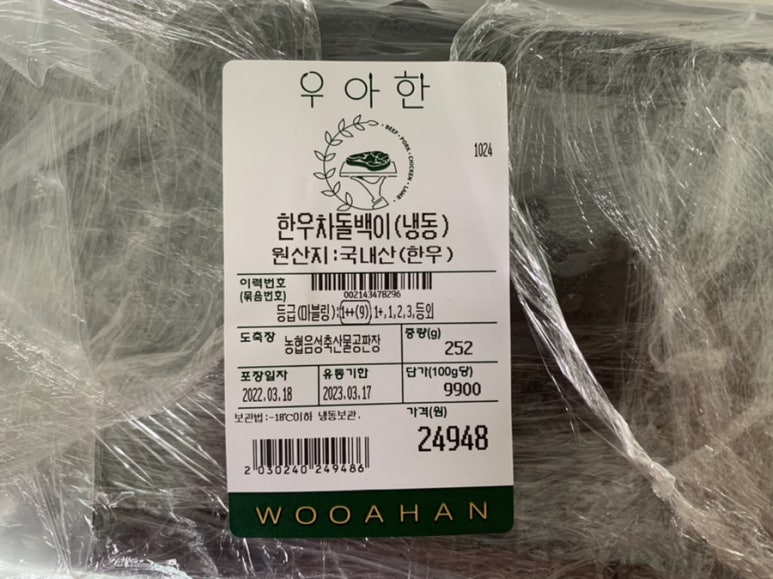 우아한
BEEF · PORK · CHICKEN · LAMB
1024
한우차돌백이(냉동)
원산지:국내산(한우)
이력번호
(묶음번호)
002143478296
등급(마블링):1++(9),1+,1,2,3,등외
도축장 농협음성축산물공판장 중량(g) 252
포장일자 유통기한 단가(100g당)
2022.03.18 2023.03.17 9900
보관법:-18℃이하 냉동보관. 가격(원)
24948
2 030240 249486
WOOAHAN